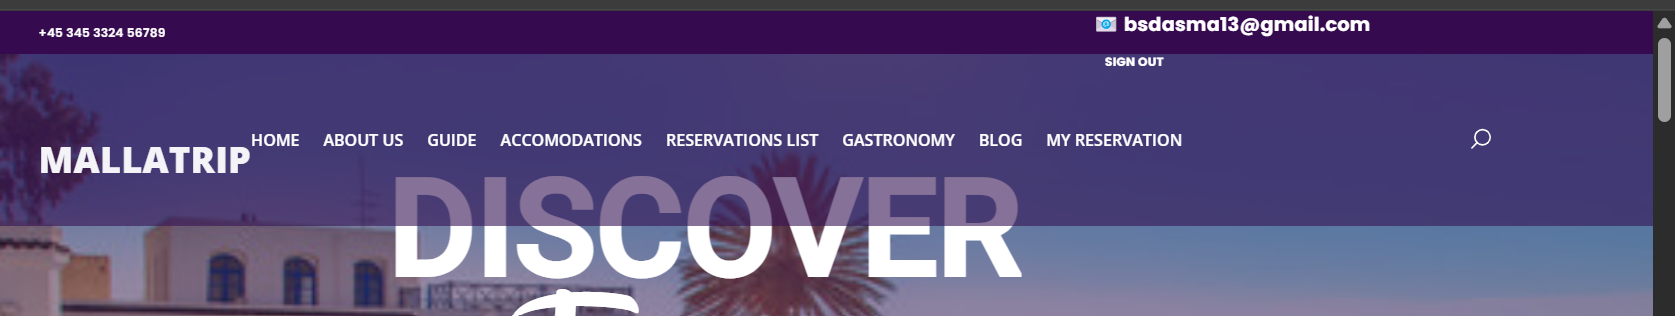 +45 345 3324 56789
bsdasma13@gmail.com
SIGN OUT
MALLATRIP
HOME ABOUT US GUIDE ACCOMODATIONS RESERVATIONS LIST GASTRONOMY BLOG MY RESERVATION
DISCOVER